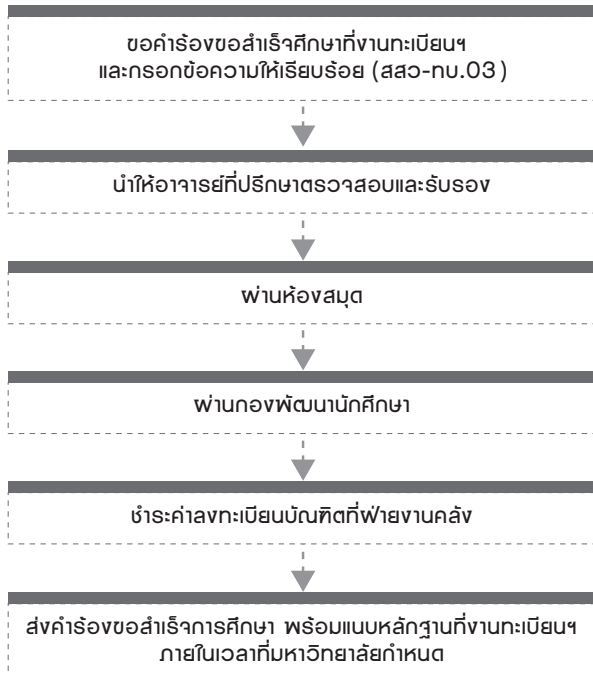 ขอคำร้องขอสำเร็จศึกษาที่งานทะเบียนฯ
และกรอกข้อความให้เรียบร้อย (สสว-ทบ.03)
นำให้อาจารย์ที่ปรึกษาตรวจสอบและรับรอง
ผ่านห้องสมุด
ผ่านกองพัฒนานักศึกษา
ชำระค่าลงทะเบียนบัณฑิตที่ฝ่ายงานคลัง
ส่งคำร้องขอสำเร็จการศึกษา พร้อมแนบหลักฐานที่งานทะเบียนฯ
ภายในเวลาที่มหาวิทยาลัยกำหนด